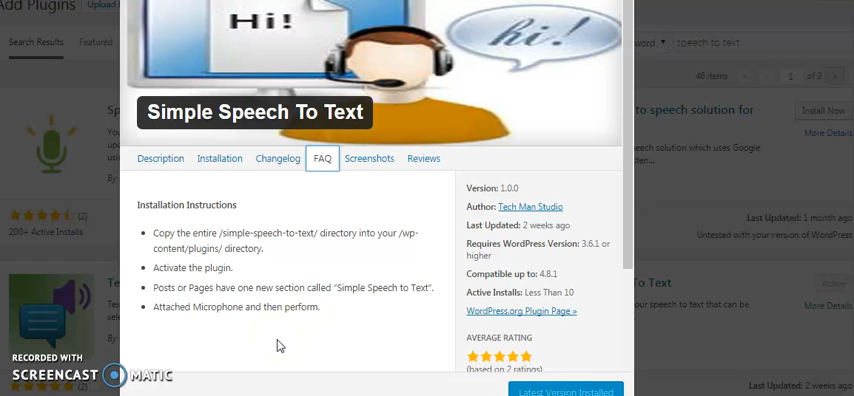 Add Plugins
Upload
Search Results
Featured
speech to text
46 items
1 of 2
Hi!
hi!
Simple Speech To Text
to speech solution for
Install Now
More Details
speech solution which uses Google
(2)
200+ Active Installs
Last Updated: 1 month ago
Untested with your version of WordPress
Description
Installation
Changelog
FAQ
Screenshots
Reviews
Installation Instructions
Copy the entire /simple-speech-to-text/ directory into your /wp-
content/plugins/ directory.
Activate the plugin.
Posts or Pages have one new section called “Simple Speech to Text”.
Attached Microphone and then perform.
Version: 1.0.0
Author: Tech Man Studio
Last Updated: 2 weeks ago
Requires WordPress Version: 3.6.1 or
higher
Compatible up to: 4.8.1
Active Installs: Less Than 10
WordPress.org Plugin Page »
AVERAGE RATING
(based on 2 ratings)
Latest Version Installed
To Text
Active
your speech to text that can be
More Details
(2)
Last Updated: 2 weeks ago
RECORDED WITH
SCREENCAST MATIC